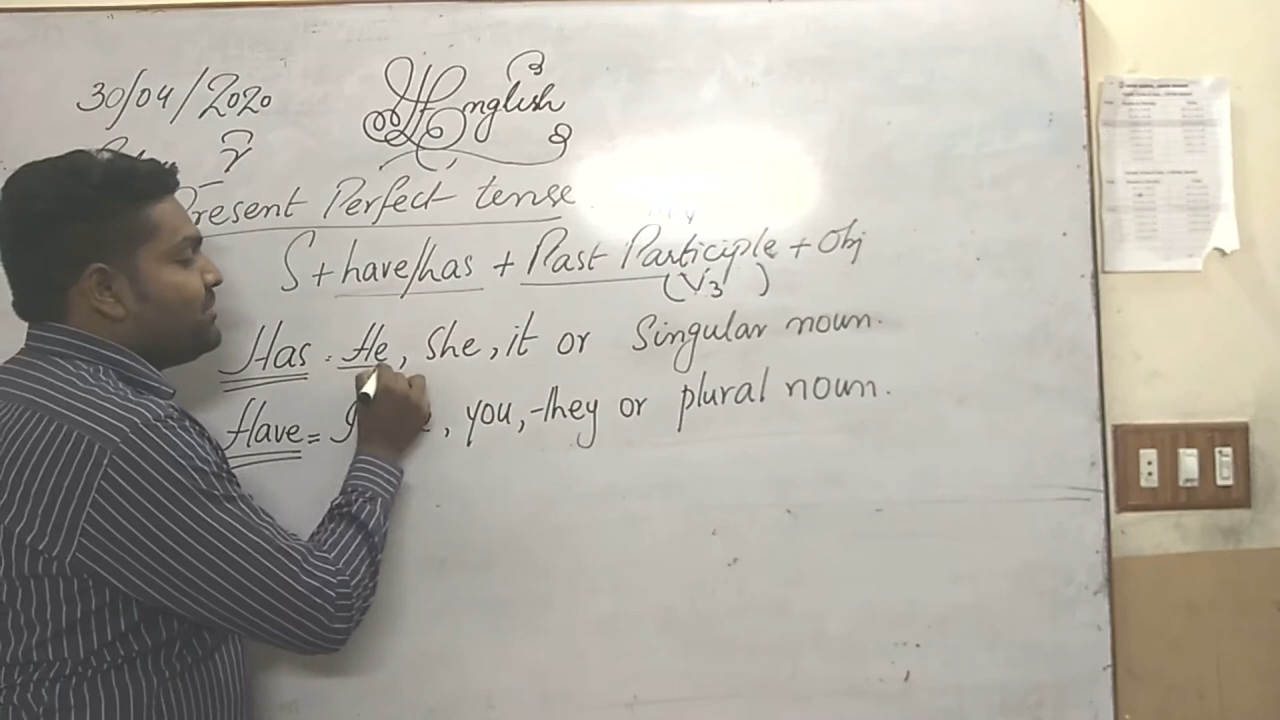 30/04/2020
English
Present Perfect tense
S + have/has + Past Participle + Obj
(V3)
Has = He, She, it or Singular noun.
Have = I, you, they or plural noun.